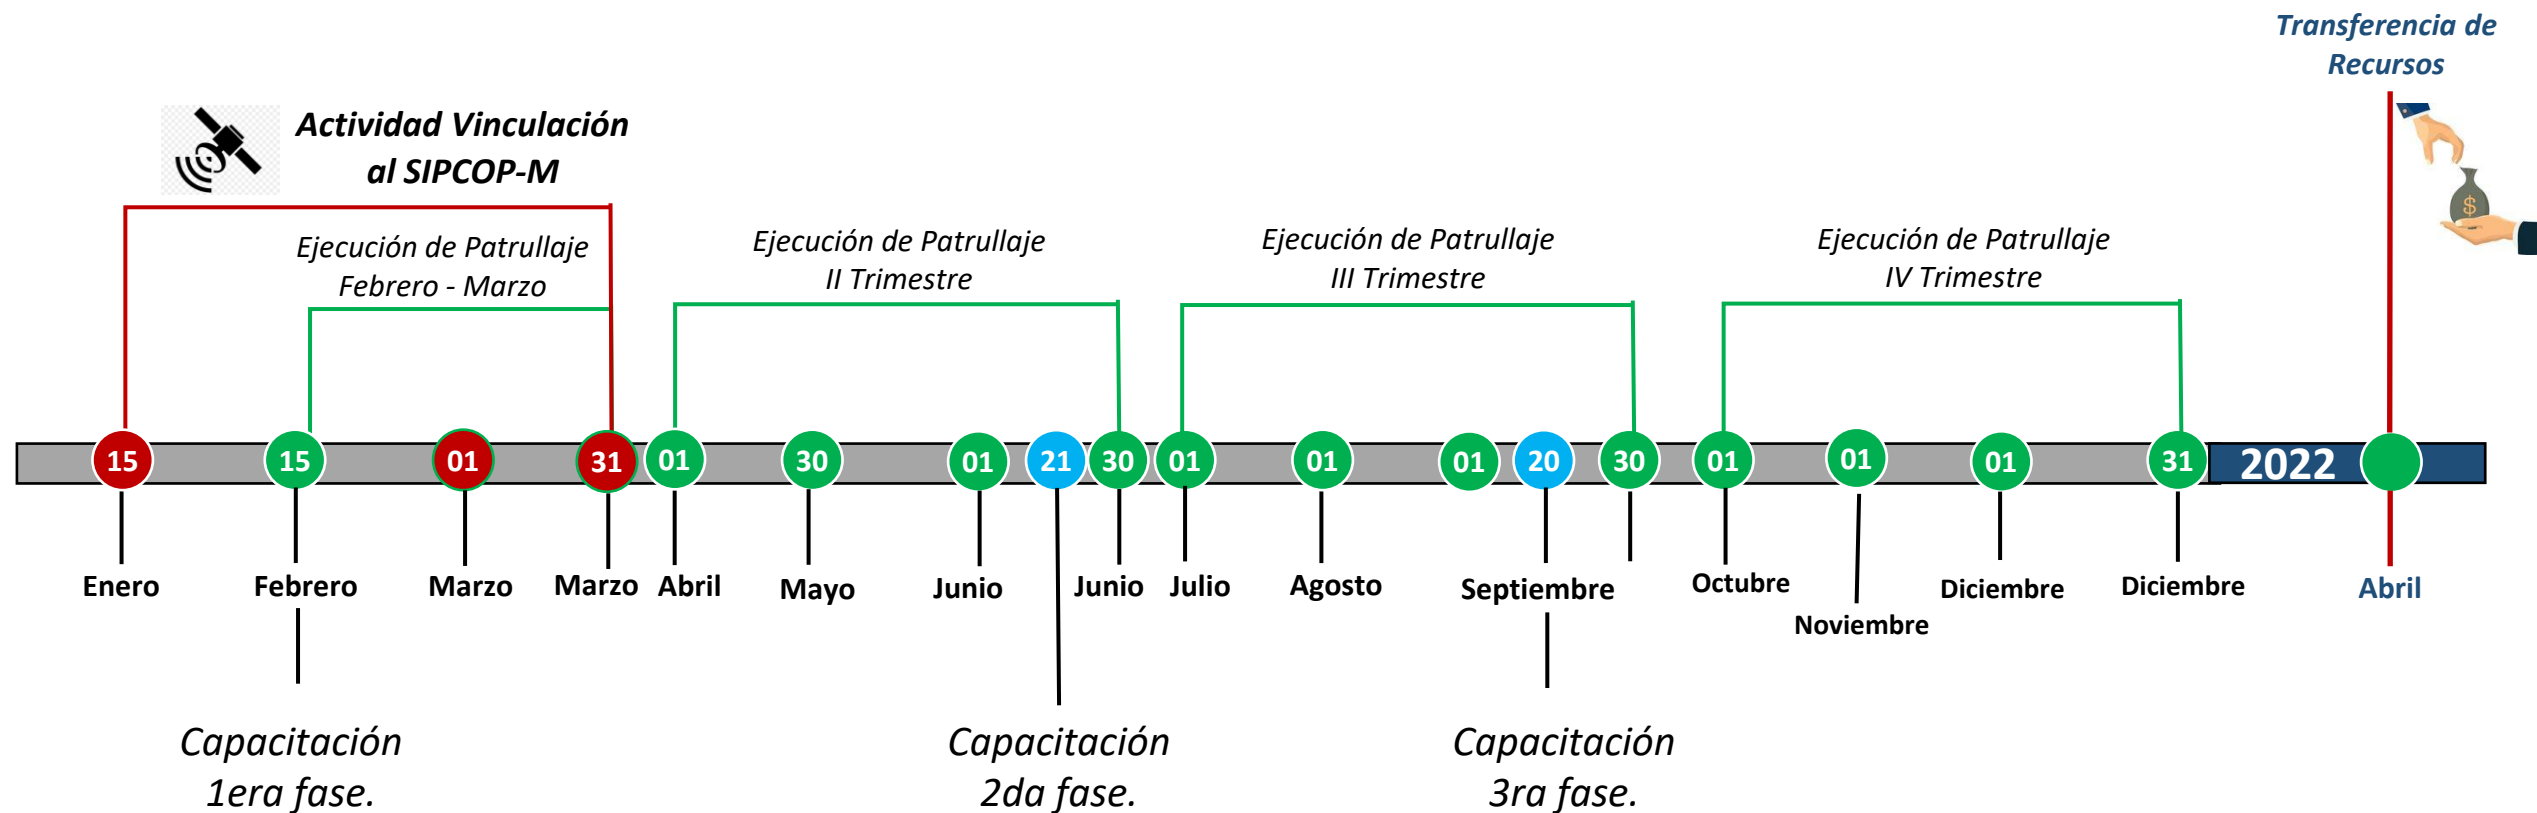 Transferencia de
Recursos
Actividad Vinculación
al SIPCOP-M
Ejecución de Patrullaje
Febrero - Marzo
Ejecución de Patrullaje
II Trimestre
Ejecución de Patrullaje
III Trimestre
Ejecución de Patrullaje
IV Trimestre
$
15 15 01 31 01 30 01 21 30 01 01 01 20 30 01 01 01 31 2022
Enero Febrero Marzo Marzo Abril Mayo Junio Junio Julio Agosto Septiembre Octubre Diciembre Diciembre Abril
Noviembre
Capacitación
1era fase.
Capacitación
2da fase.
Capacitación
3ra fase.